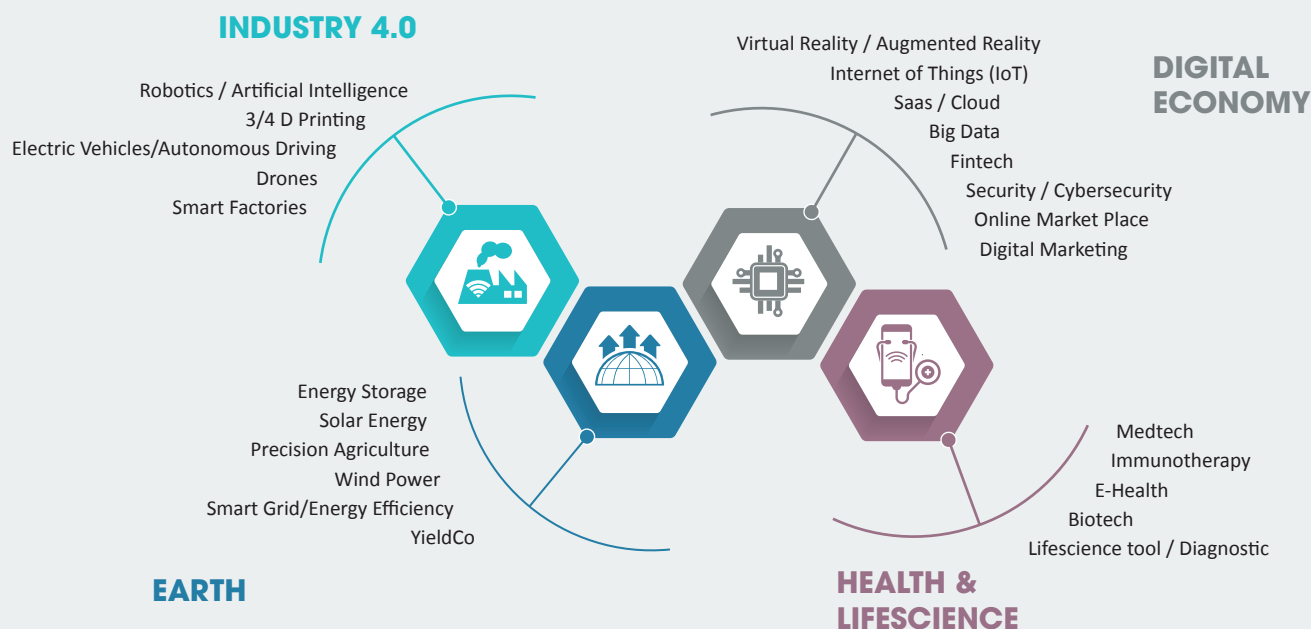 INDUSTRY 4.0
Robotics / Artificial Intelligence
3/4 D Printing
Electric Vehicles/Autonomous Driving
Drones
Smart Factories
Virtual Reality / Augmented Reality
Internet of Things (IoT)
Saas / Cloud
Big Data
Fintech
Security / Cybersecurity
Online Market Place
Digital Marketing
DIGITAL
ECONOMY
Energy Storage
Solar Energy
Precision Agriculture
Wind Power
Smart Grid/Energy Efficiency
YieldCo
EARTH
Medtech
Immunotherapy
E-Health
Biotech
Lifescience tool / Diagnostic
HEALTH &
LIFESCIENCE